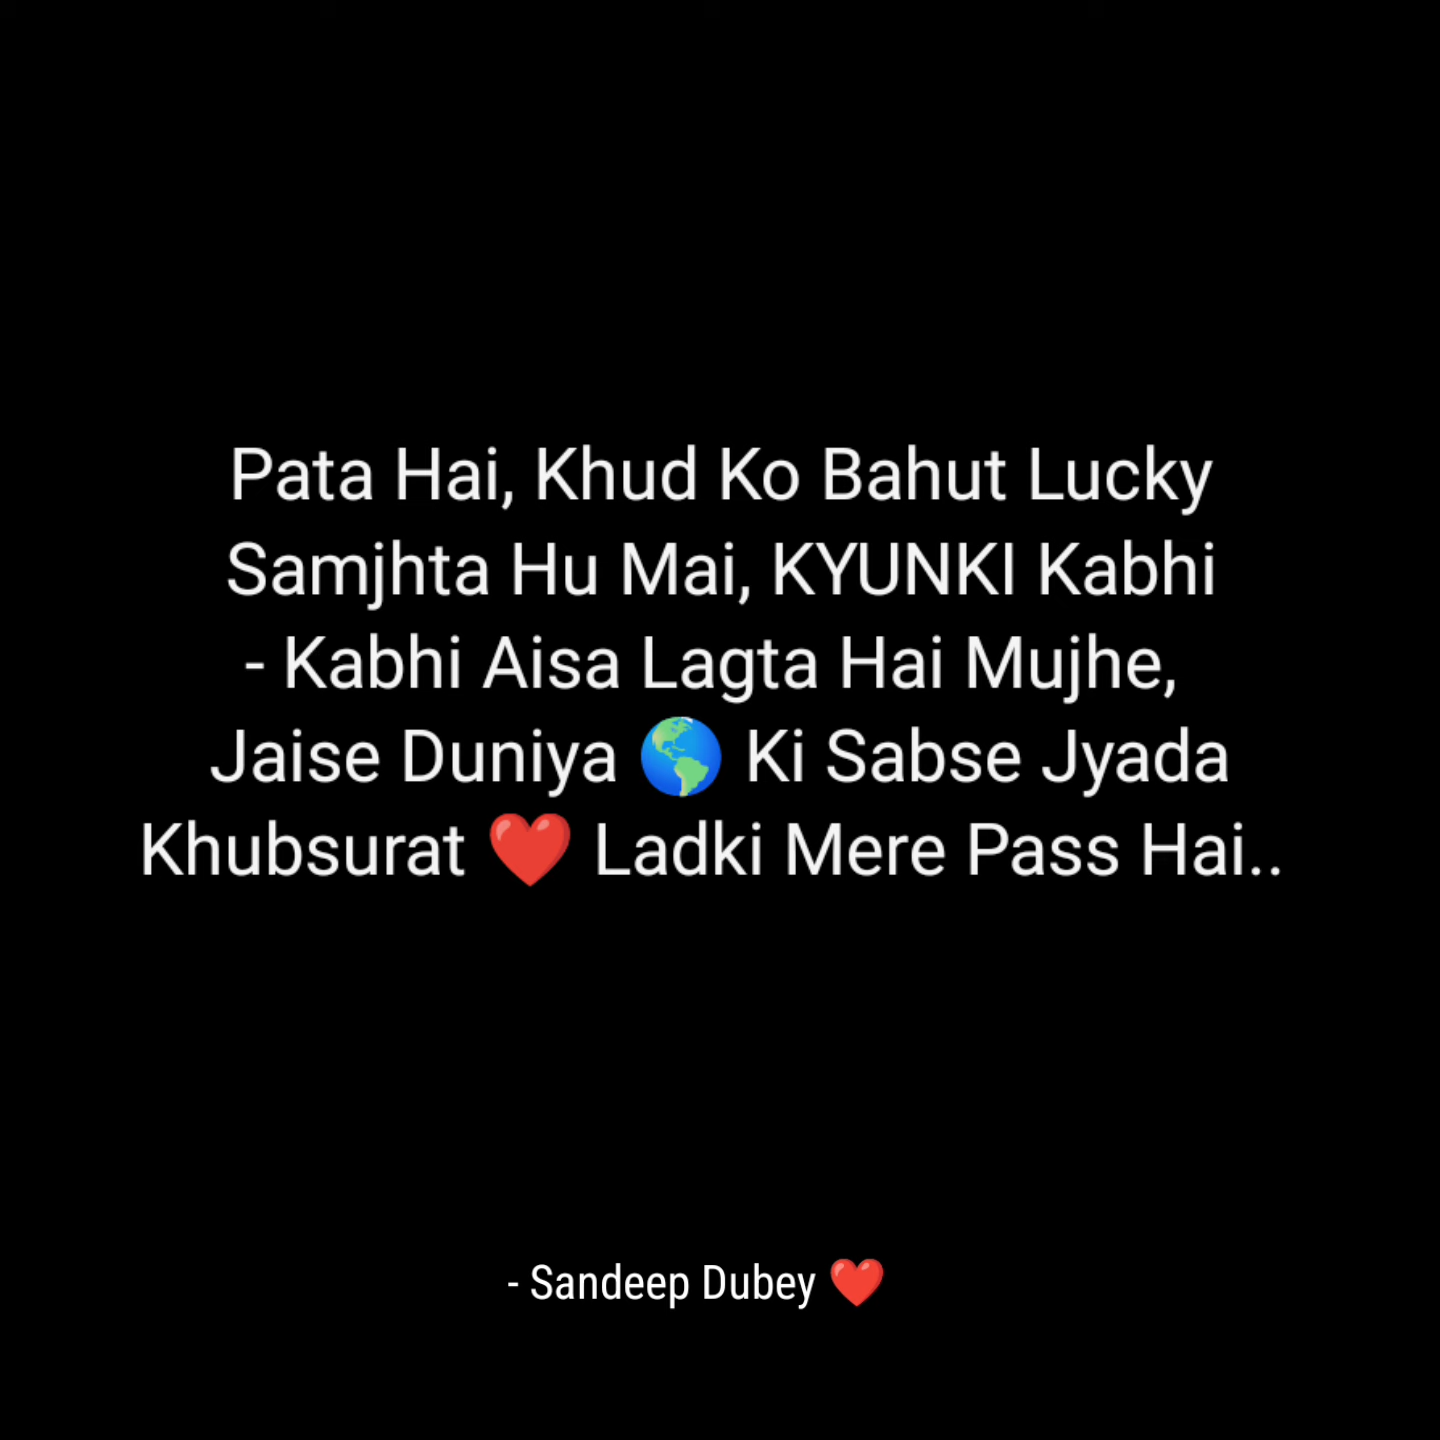 Pata Hai, Khud Ko Bahut Lucky
Samjhta Hu Mai, KYUNKI Kabhi
- Kabhi Aisa Lagta Hai Mujhe,
Jaise Duniya 🌎 Ki Sabse Jyada
Khubsurat ❤️ Ladki Mere Pass Hai..
- Sandeep Dubey ❤️